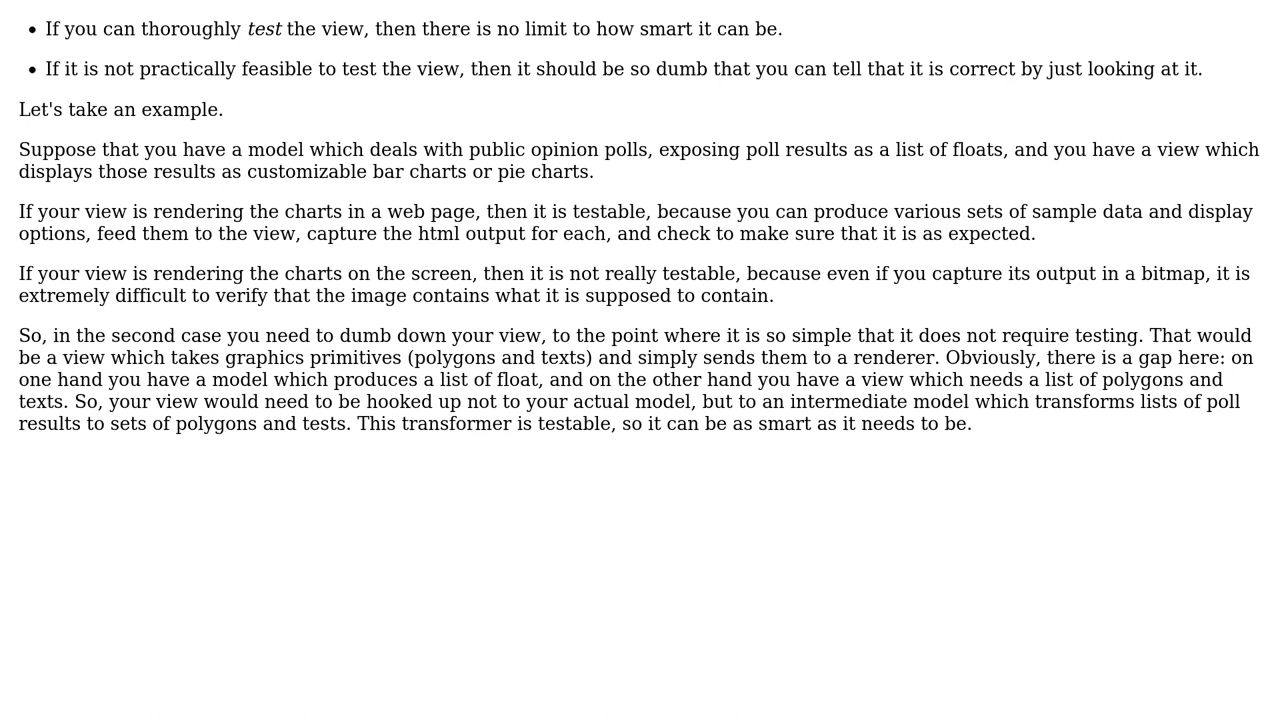 • If you can thoroughly test the view, then there is no limit to how smart it can be.
• If it is not practically feasible to test the view, then it should be so dumb that you can tell that it is correct by just looking at it.
Let's take an example.
Suppose that you have a model which deals with public opinion polls, exposing poll results as a list of floats, and you have a view which
displays those results as customizable bar charts or pie charts.
If your view is rendering the charts in a web page, then it is testable, because you can produce various sets of sample data and display
options, feed them to the view, capture the html output for each, and check to make sure that it is as expected.
If your view is rendering the charts on the screen, then it is not really testable, because even if you capture its output in a bitmap, it is
extremely difficult to verify that the image contains what it is supposed to contain.
So, in the second case you need to dumb down your view, to the point where it is so simple that it does not require testing. That would
be a view which takes graphics primitives (polygons and texts) and simply sends them to a renderer. Obviously, there is a gap here: on
one hand you have a model which produces a list of float, and on the other hand you have a view which needs a list of polygons and
texts. So, your view would need to be hooked up not to your actual model, but to an intermediate model which transforms lists of poll
results to sets of polygons and tests. This transformer is testable, so it can be as smart as it needs to be.